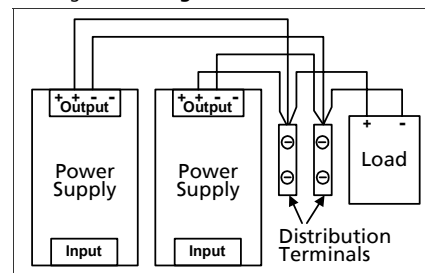 + + - -
Output
Power
Supply
Input
+ + - -
Output
Power
Supply
Input
+ -
Load
Distribution
Terminals